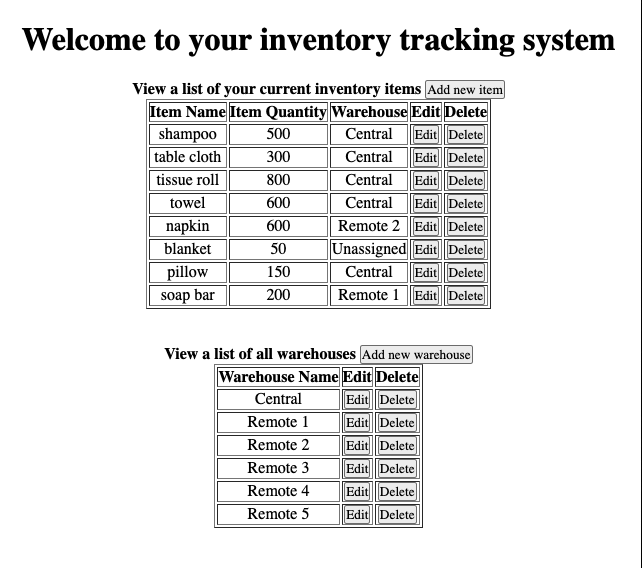 Welcome to your inventory tracking system
View a list of your current inventory items Add new item
Item Name Item Quantity Warehouse Edit Delete
shampoo 500 Central Edit Delete
table cloth 300 Central Edit Delete
tissue roll 800 Central Edit Delete
towel 600 Central Edit Delete
napkin 600 Remote 2 Edit Delete
blanket 50 Unassigned Edit Delete
pillow 150 Central Edit Delete
soap bar 200 Remote 1 Edit Delete
View a list of all warehouses Add new warehouse
Warehouse Name Edit Delete
Central Edit Delete
Remote 1 Edit Delete
Remote 2 Edit Delete
Remote 3 Edit Delete
Remote 4 Edit Delete
Remote 5 Edit Delete